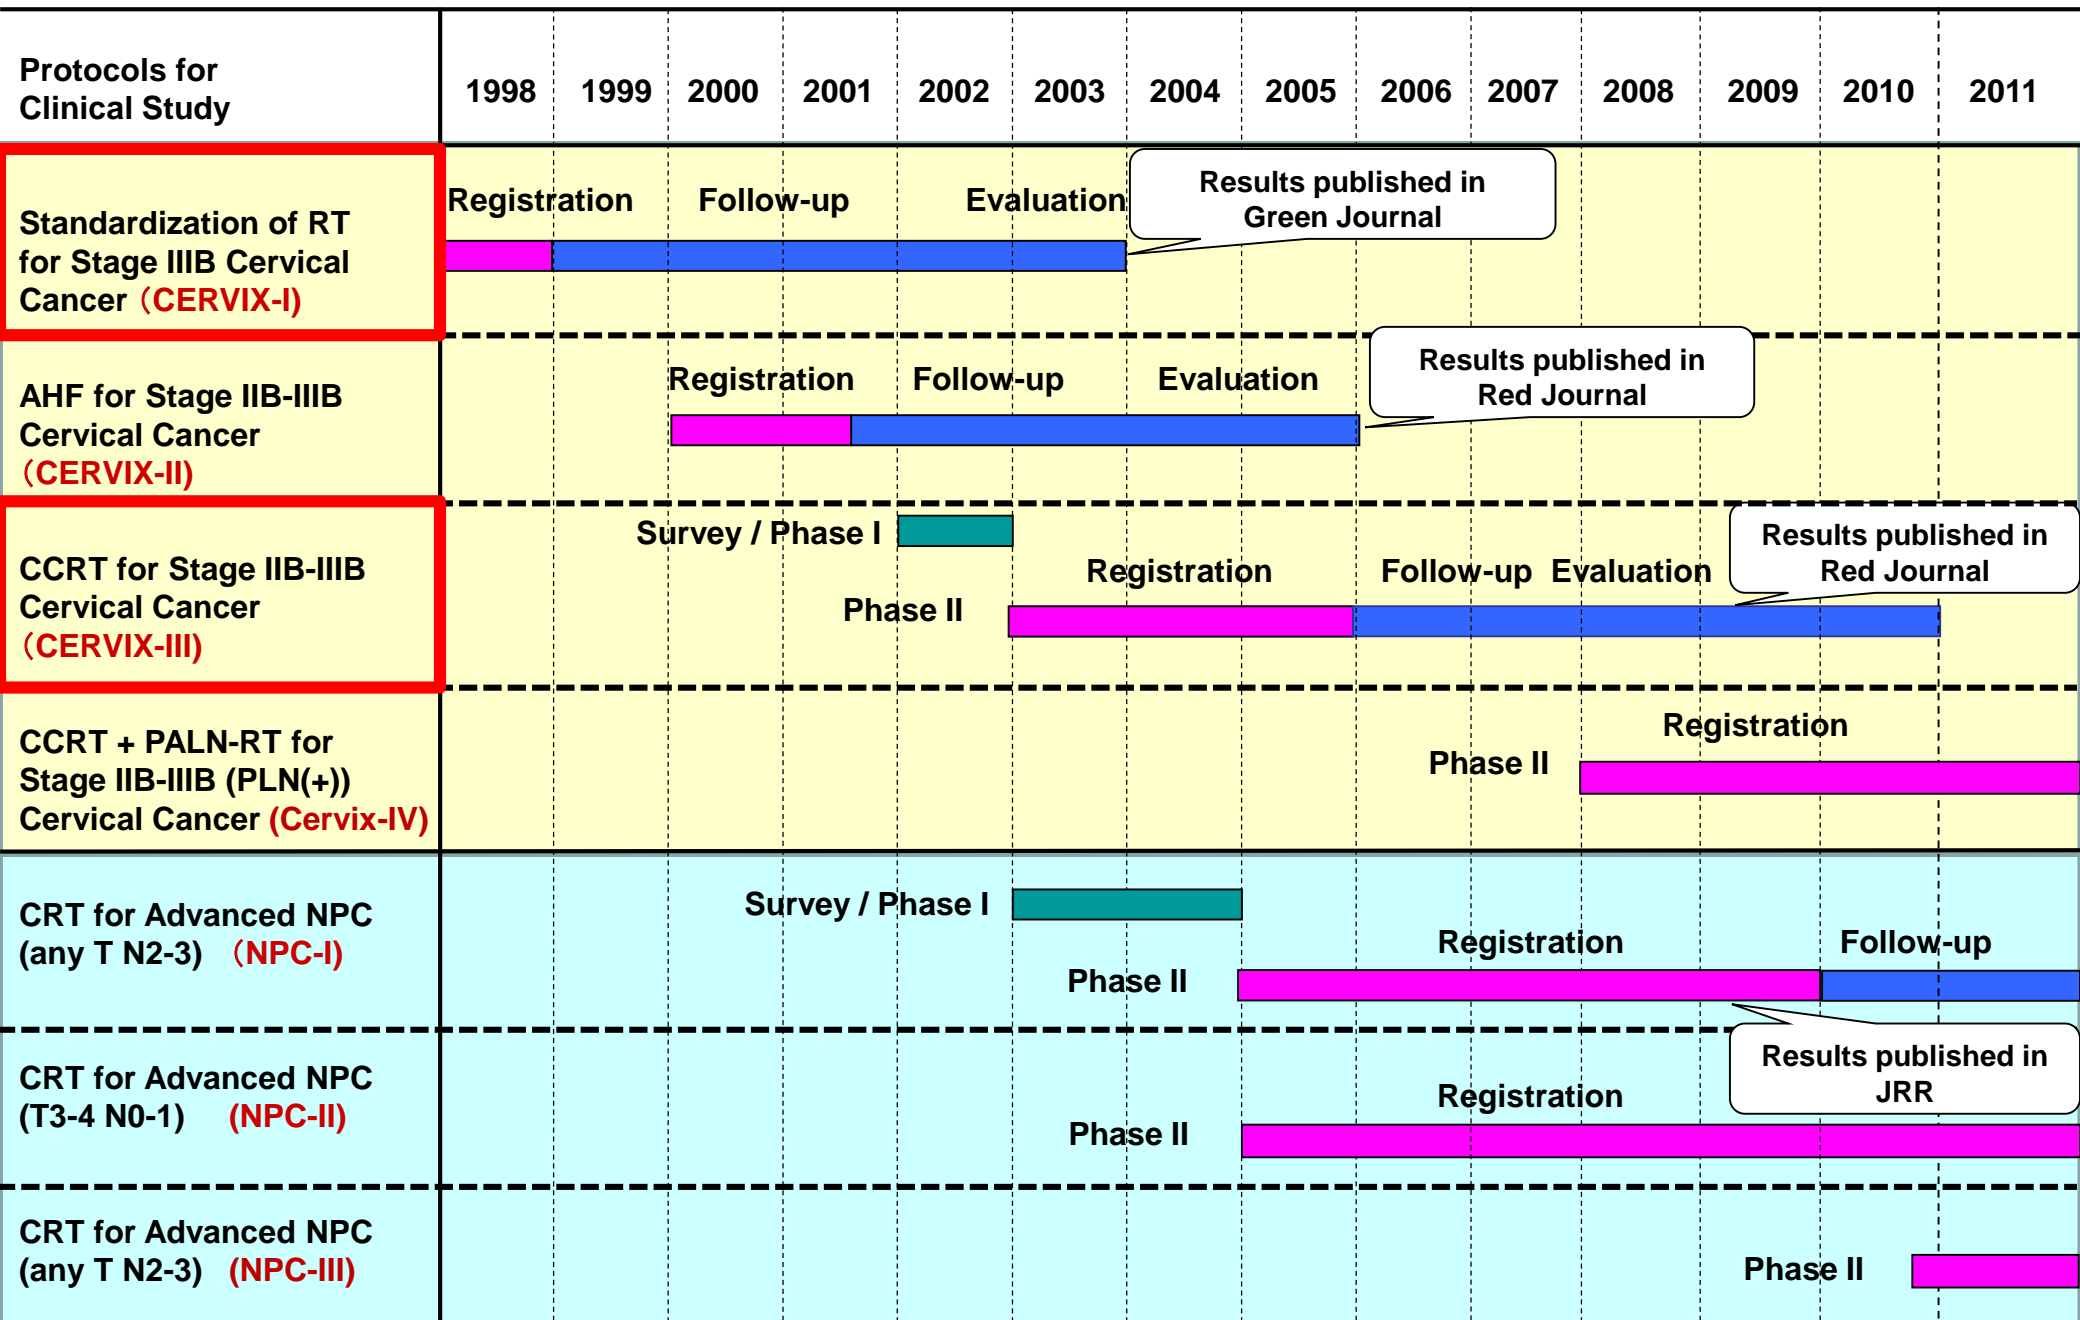 Protocols for
Clinical Study
1998 1999 2000 2001 2002 2003 2004 2005 2006 2007 2008 2009 2010 2011
Standardization of RT
for Stage IIIB Cervical
Cancer （CERVIX-I)
Registration Follow-up Evaluation
Results published in
Green Journal
AHF for Stage IIB-IIIB
Cervical Cancer
（CERVIX-II)
Registration Follow-up Evaluation
Results published in
Red Journal
CCRT for Stage IIB-IIIB
Cervical Cancer
（CERVIX-III)
Survey / Phase I
Registration Follow-up Evaluation
Phase II
Results published in
Red Journal
CCRT + PALN-RT for
Stage IIB-IIIB (PLN(+))
Cervical Cancer (Cervix-IV)
Registration
Phase II
CRT for Advanced NPC
(any T N2-3) （NPC-I)
Survey / Phase I
Registration Follow-up
Phase II
Results published in
JRR
CRT for Advanced NPC
(T3-4 N0-1) (NPC-II)
Registration
Phase II
CRT for Advanced NPC
(any T N2-3) (NPC-III)
Phase II